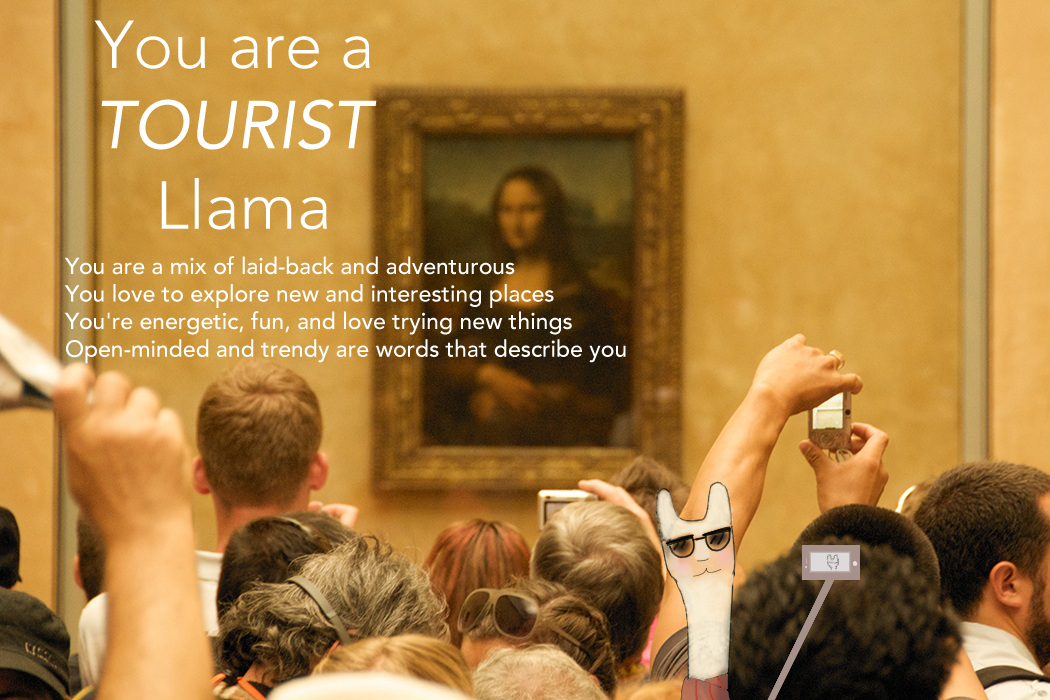 You are a
TOURIST
Llama
You are a mix of laid-back and adventurous
You love to explore new and interesting places
You're energetic, fun, and love trying new things
Open-minded and trendy are words that describe you